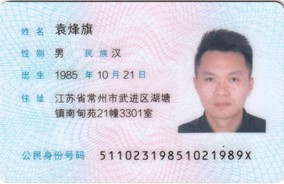 姓名 袁烽旗
性别 男 民族 汉
出生 1985 年 10 月 21 日
住址 江苏省常州市武进区湖塘
镇南甸苑21幢3301室
公民身份号码 51102319851021989X